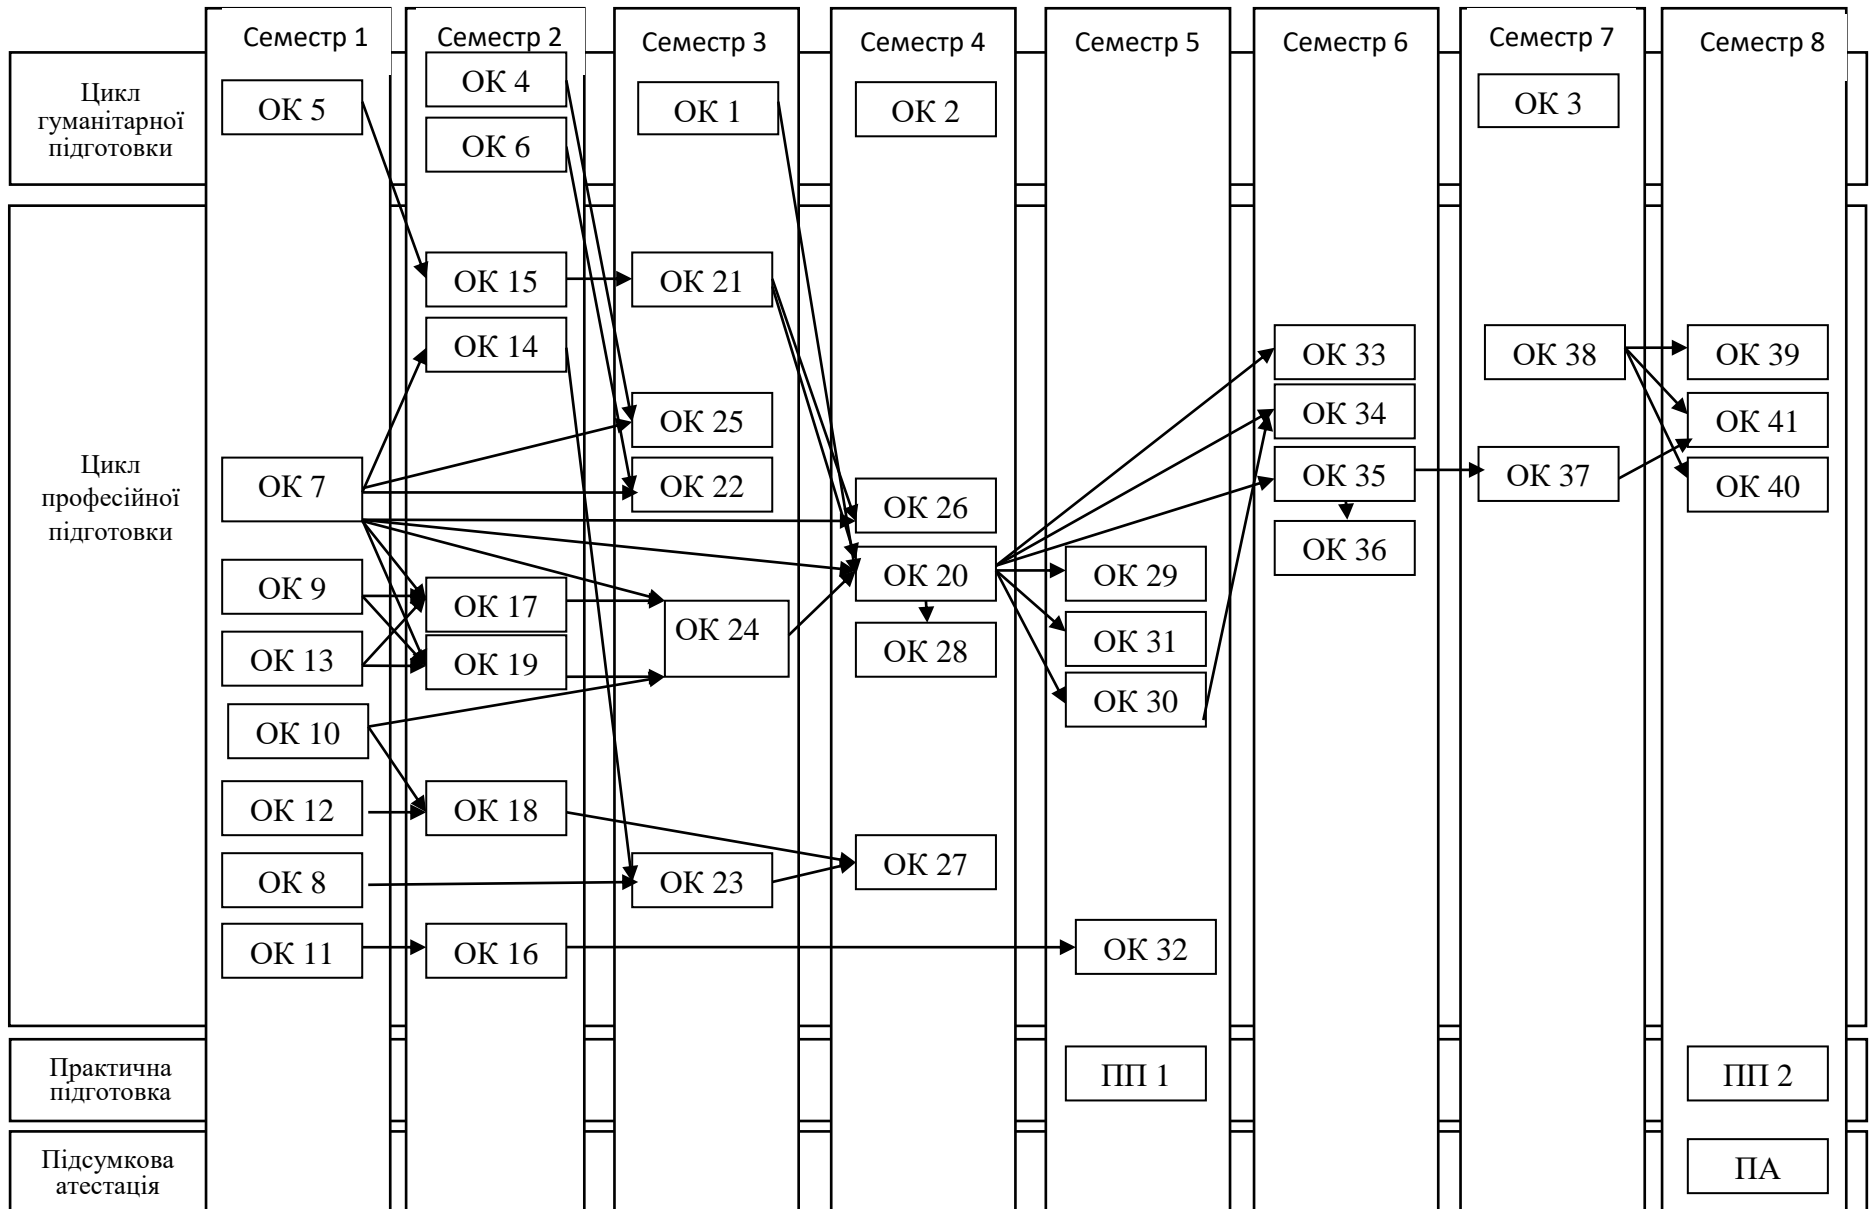 Семестр 1
Семестр 2
Семестр 3
Семестр 4
Семестр 5
Семестр 6
Семестр 7
Семестр 8
Цикл
гуманітарної
підготовки
ОК 5
ОК 4
ОК 6
ОК 1
ОК 2
ОК 3
Цикл
професійної
підготовки
ОК 7
ОК 9
ОК 13
ОК 10
ОК 12
ОК 8
ОК 11
ОК 15
ОК 14
ОК 17
ОК 19
ОК 18
ОК 16
ОК 21
ОК 25
ОК 22
ОК 24
ОК 23
ОК 26
ОК 20
ОК 28
ОК 27
ОК 29
ОК 31
ОК 30
ОК 32
ОК 33
ОК 34
ОК 35
ОК 36
ОК 38
ОК 37
ОК 39
ОК 41
ОК 40
Практична
підготовка
ПП 1
ПП 2
Підсумкова
атестація
ПА